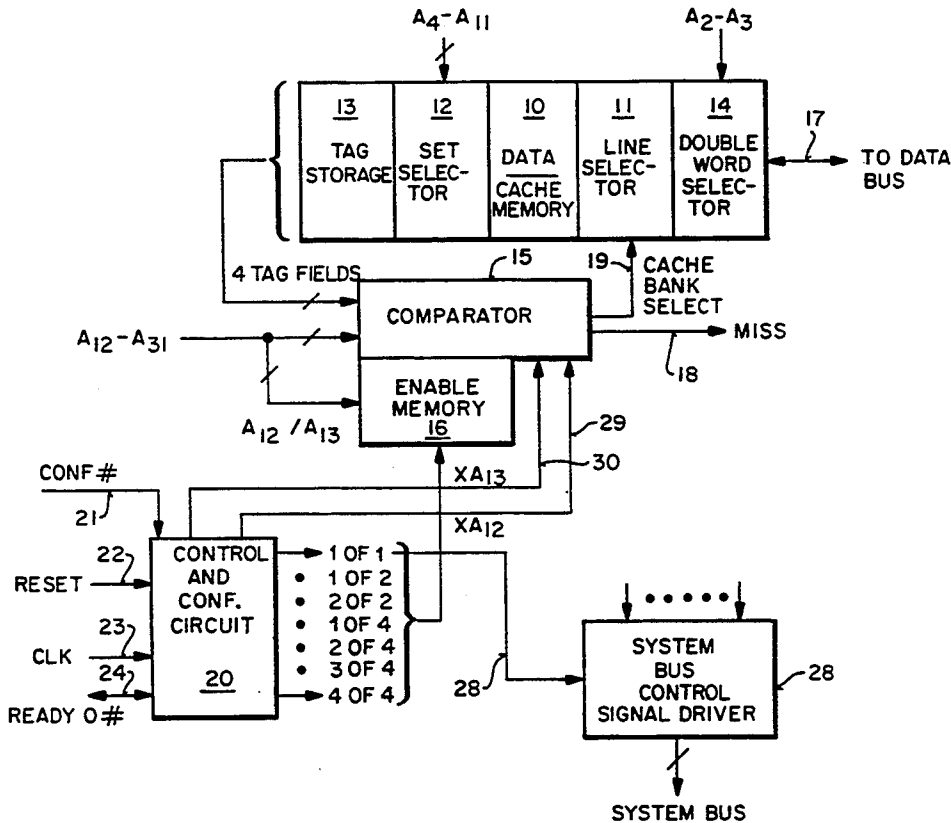 A4-A11
A2-A3
13
TAG
STORAGE
12
SET
SELEC-
TOR
10
DATA
CACHE
MEMORY
11
LINE
SELEC-
TOR
14
DOUBLE
WORD
SELEC-
TOR
17
TO DATA
BUS
4 TAG FIELDS
15
COMPARATOR
19
CACHE
BANK
SELECT
MISS
18
A12-A31
ENABLE
MEMORY
16
A12 /A13
29
30
CONF#
21
XA13
XA12
RESET
22
CLK
23
READY O#
24
CONTROL
AND
CONF.
CIRCUIT
20
1 OF 1
1 OF 2
2 OF 2
1 OF 4
2 OF 4
3 OF 4
4 OF 4
28
SYSTEM
BUS
CONTROL
SIGNAL DRIVER
28
SYSTEM BUS